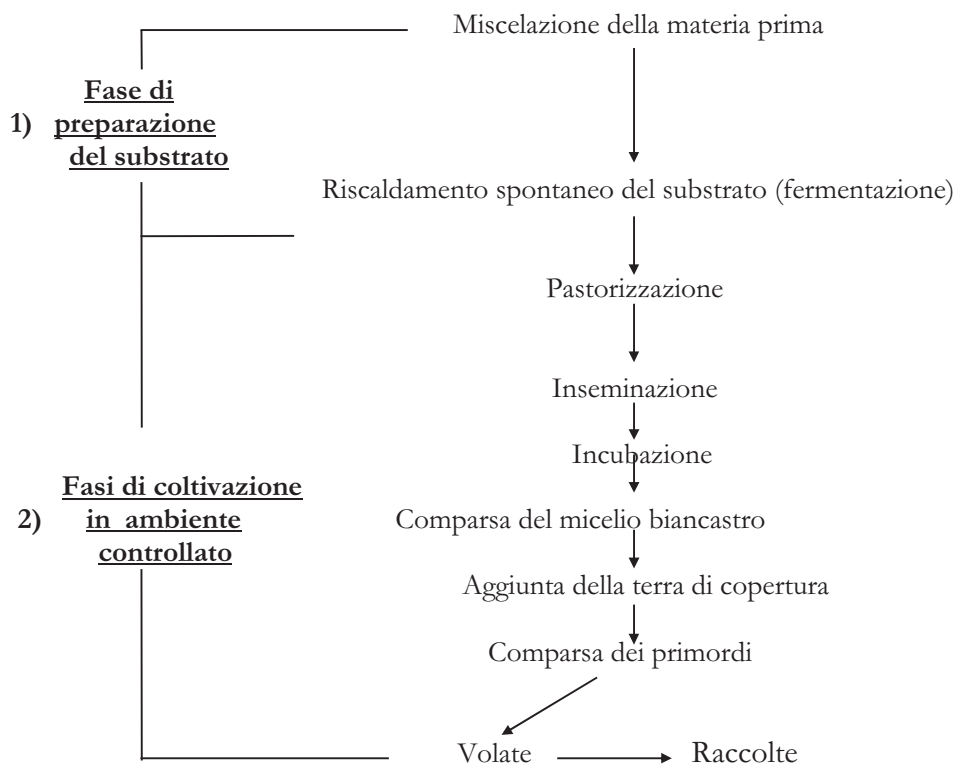 Miscelazione della materia prima
Fase di
1) preparazione
del substrato
Riscaldamento spontaneo del substrato (fermentazione)
Pastorizzazione
Inseminazione
Incubazione
Fasi di coltivazione
2) in ambiente
controllato
Comparsa del micelio biancastro
Aggiunta della terra di copertura
Comparsa dei primordi
Volate Raccolte